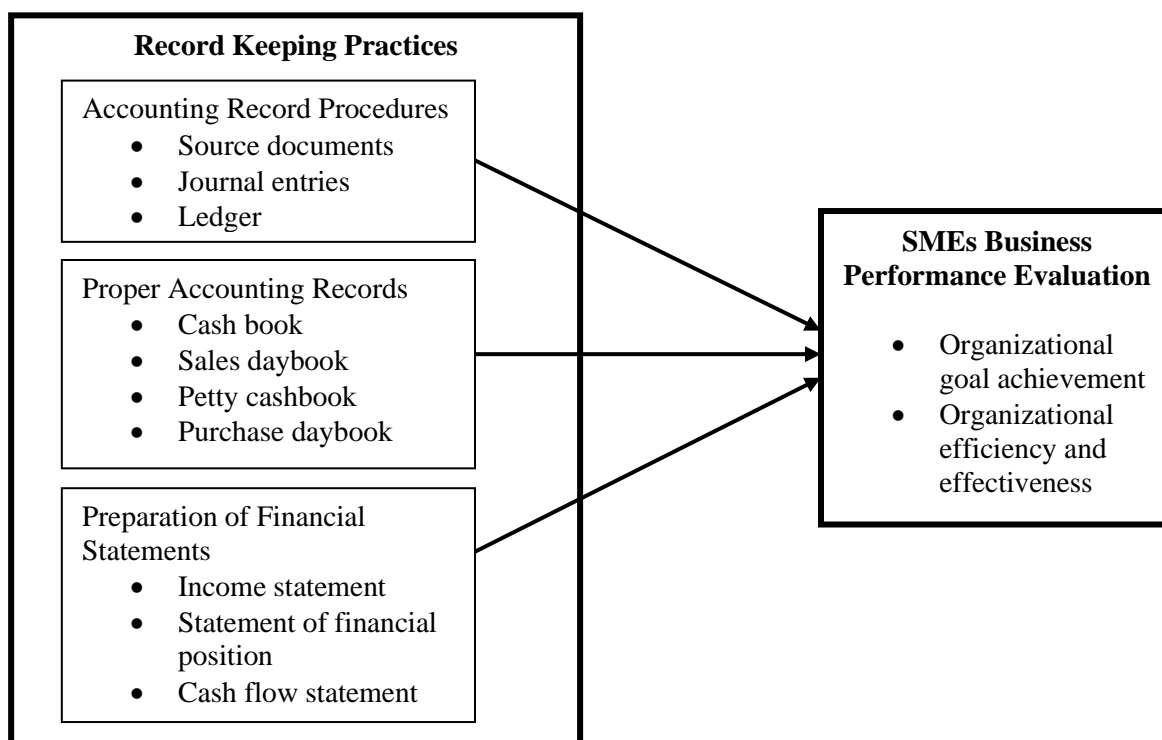 Record Keeping Practices
Accounting Record Procedures
• Source documents
• Journal entries
• Ledger
Proper Accounting Records
• Cash book
• Sales daybook
• Petty cashbook
• Purchase daybook
Preparation of Financial
Statements
• Income statement
• Statement of financial
position
• Cash flow statement
SMEs Business
Performance Evaluation
• Organizational
goal achievement
• Organizational
efficiency and
effectiveness